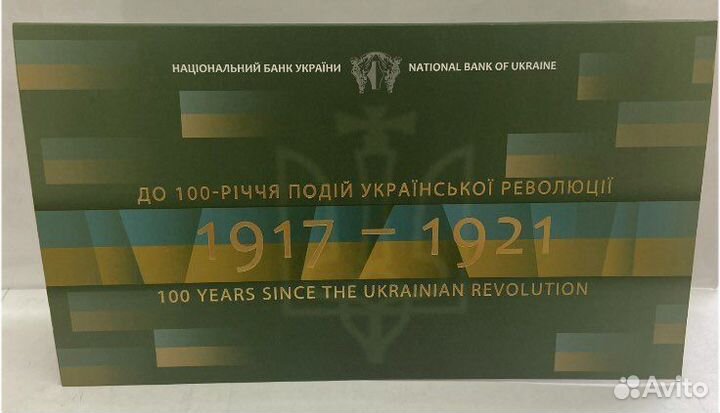 НАЦІОНАЛЬНИЙ БАНК УКРАЇНИ NATIONAL BANK OF UKRAINE
ДО 100-РІЧЧЯ ПОДІЙ УКРАЇНСЬКОЇ РЕВОЛЮЦІЇ
1917 – 1921
100 YEARS SINCE THE UKRAINIAN REVOLUTION
Avito